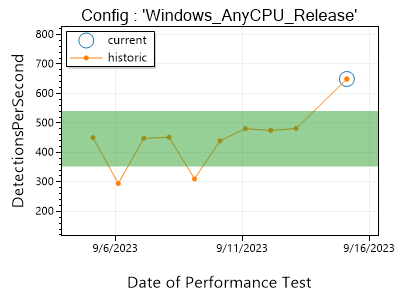 Config : 'Windows_AnyCPU_Release'
current
historic
DetectionsPerSecond
800
700
600
500
400
300
200
9/6/2023 9/11/2023 9/16/2023
Date of Performance Test